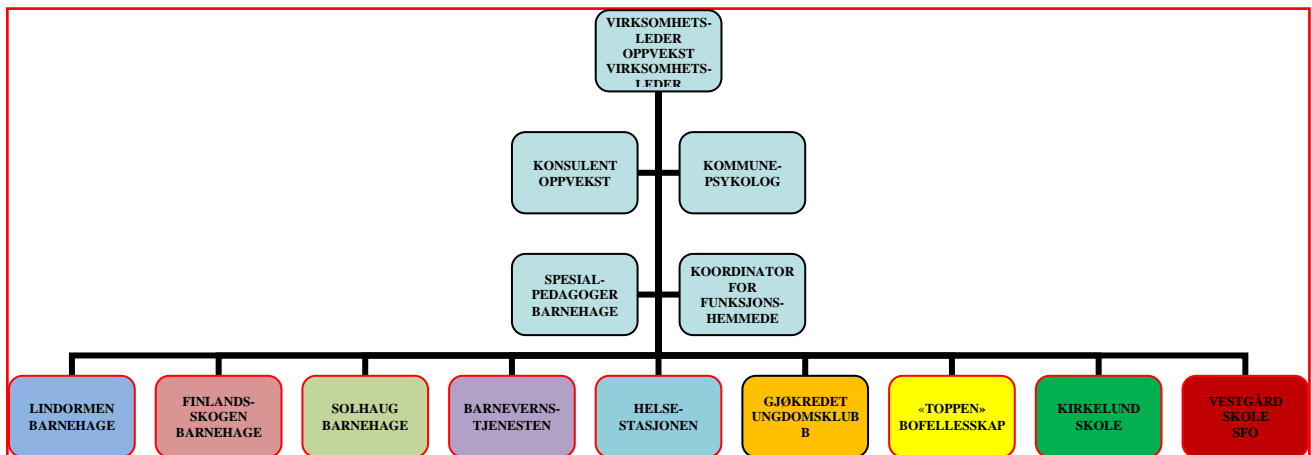 VIRKSOMHETS-
LEDER
OPPVEKST
VIRKSOMHETS-
LEDER
KONSULENT
OPPVEKST
KOMMUNE-
PSYKOLOG
SPESIAL-
PEDAGOGER
BARNEHAGE
KOORDINATOR
FOR
FUNKSJONS-
HEMMEDE
LINDORMEN
BARNEHAGE
FINLANDS-
SKOGEN
BARNEHAGE
SOLHAUG
BARNEHAGE
BARNEVERNS-
TJENESTEN
HELSE-
STASJONEN
GJØKREDET
UNGDOMSKLUB
B
«TOPPEN»
BOFELLESSKAP
KIRKELUND
SKOLE
VESTGÅRD
SKOLE
SFO